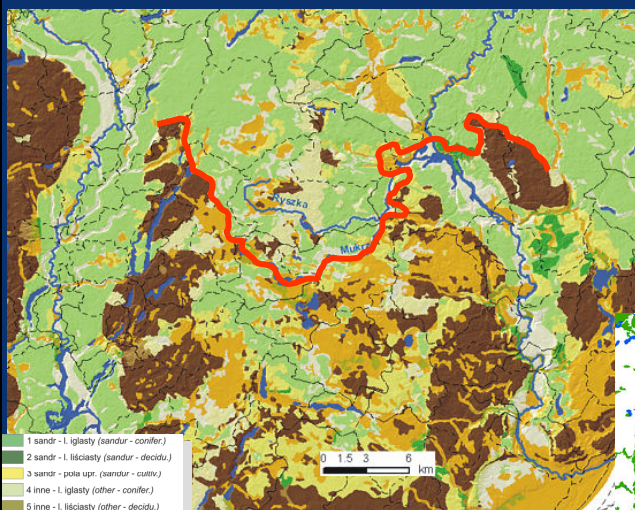 Ryszka
Mukrz
0 1.5 3 6
km
1 sandr - l. iglasty (sandur - conifer.)
2 sandr - l. liściasty (sandur - decidu.)
3 sandr - pola upr. (sandur - cultiv.)
4 inne - l. iglasty (other - conifer.)
5 inne - l. liściasty (other - decidu.)